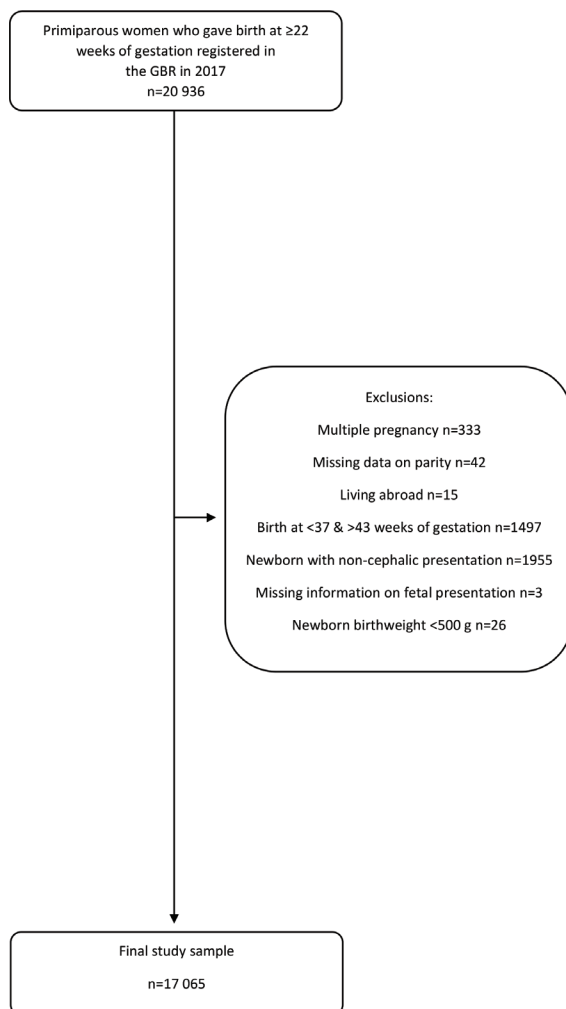 Primiparous women who gave birth at ≥22
weeks of gestation registered in
the GBR in 2017
n=20 936
Exclusions:
Multiple pregnancy n=333
Missing data on parity n=42
Living abroad n=15
Birth at <37 & >43 weeks of gestation n=1497
Newborn with non-cephalic presentation n=1955
Missing information on fetal presentation n=3
Newborn birthweight <500 g n=26
Final study sample
n=17 065